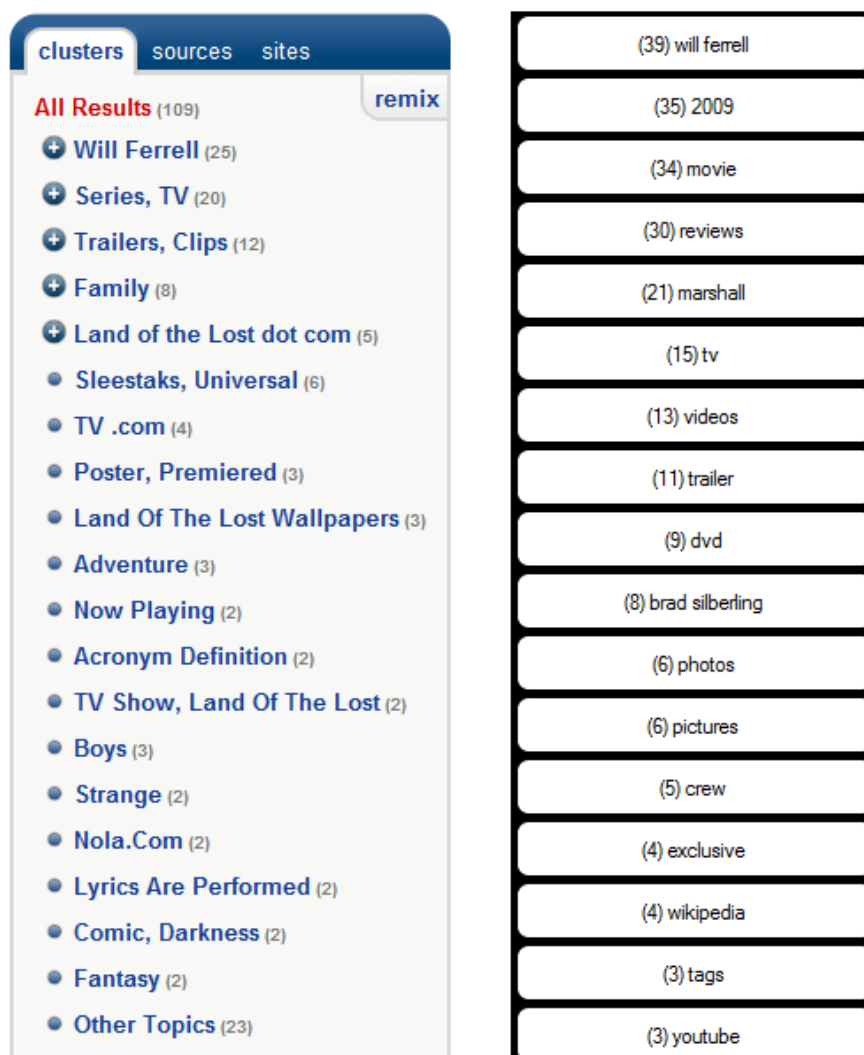 clusters sources sites
remix
All Results (109)
Will Ferrell (25)
Series, TV (20)
Trailers, Clips (12)
Family (8)
Land of the Lost dot com (5)
Sleestaks, Universal (6)
TV .com (4)
Poster, Premiered (3)
Land Of The Lost Wallpapers (3)
Adventure (3)
Now Playing (2)
Acronym Definition (2)
TV Show, Land Of The Lost (2)
Boys (3)
Strange (2)
Nola.Com (2)
Lyrics Are Performed (2)
Comic, Darkness (2)
Fantasy (2)
Other Topics (23)
(39) will ferrell
(35) 2009
(34) movie
(30) reviews
(21) marshall
(15) tv
(13) videos
(11) trailer
(9) dvd
(8) brad silberling
(6) photos
(6) pictures
(5) crew
(4) exclusive
(4) wikipedia
(3) tags
(3) youtube